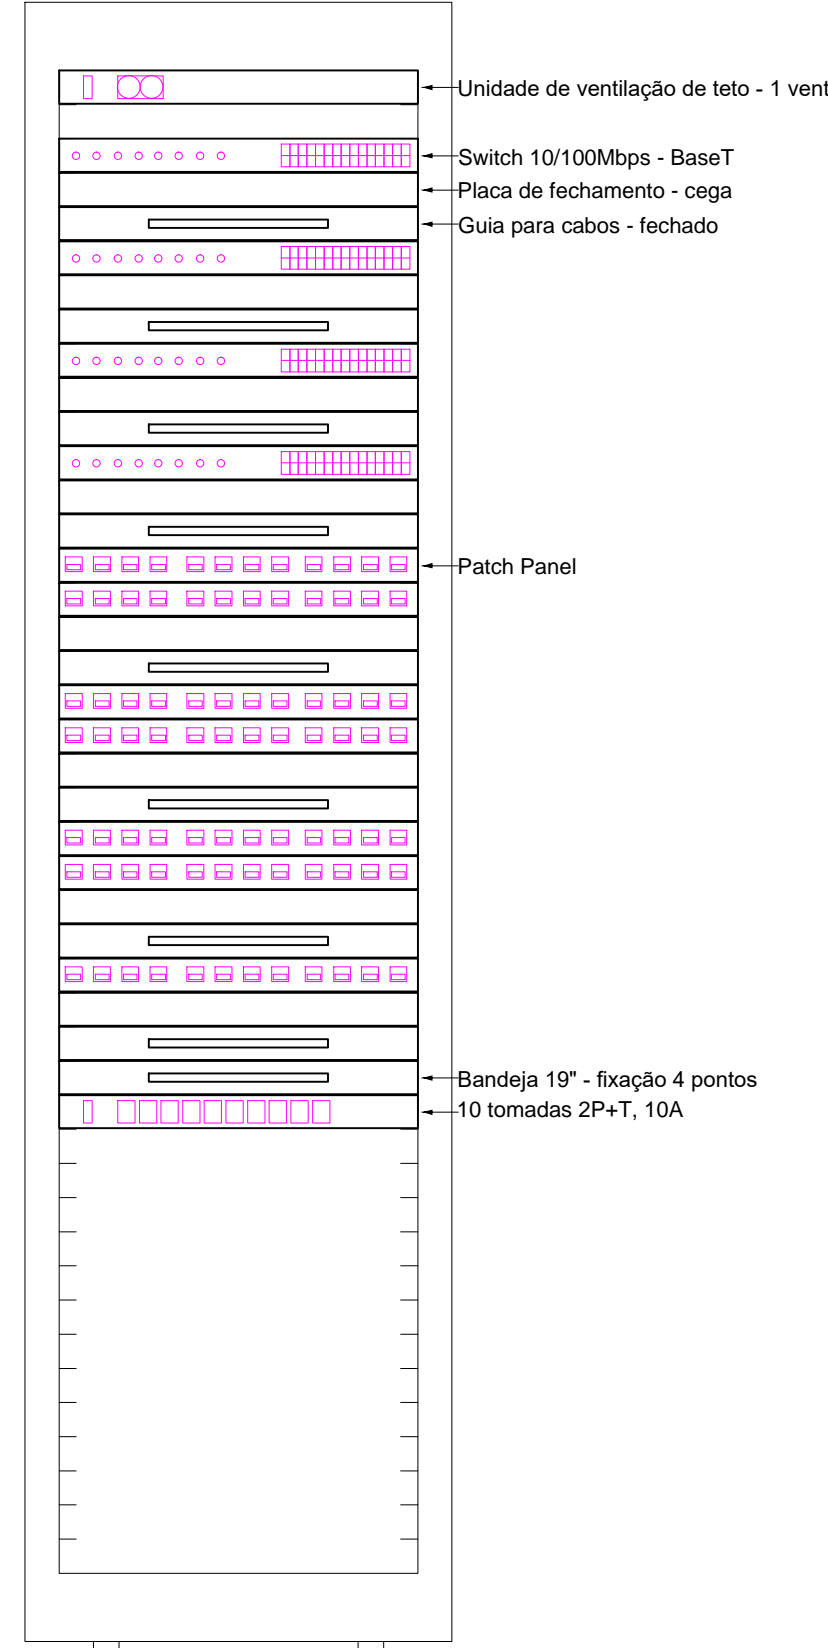 Unidade de ventilação de teto - 1 vent
Switch 10/100Mbps - BaseT
Placa de fechamento - cega
Guia para cabos - fechado
Patch Panel
Bandeja 19" - fixação 4 pontos
10 tomadas 2P+T, 10A